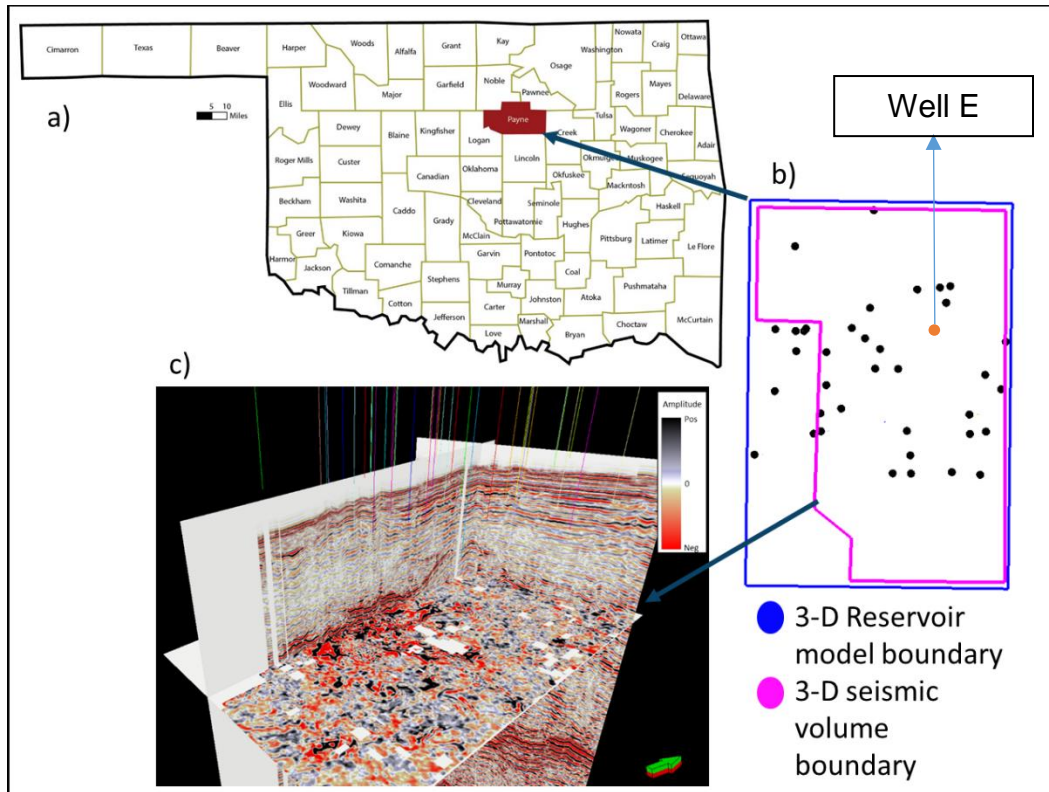 a)
Cimarron
Texas
Beaver
Harper
Woods
Alfalfa
Grant
Kay
Nowata
Craig
Ottawa
Washington
Osage
Woodward
Major
Garfield
Noble
Pawnee
Rogers
Mayes
Delaware
Ellis
5 10
Miles
Dewey
Blaine
Kingfisher
Logan
Payne
Creek
Tulsa
Wagoner
Cherokee
Adair
Roger Mills
Custer
Canadian
Oklahoma
Lincoln
Okmulgee
Muskogee
Sequoyah
Okfuskee
Mackntosh
Beckham
Washita
Caddo
Grady
Cleveland
Seminole
Pottawatomie
Hughes
Haskell
McClain
Pittsburg
Latimer
Le Flore
Greer
Kiowa
Garvin
Pontotoc
Harmor
Jackson
Comanche
Stephens
Murray
Coal
Pushmataha
Tillman
Cotton
Jefferson
Carter
Johnston
Atoka
McCurtain
Love
Marshall
Bryan
Choctaw
Well E
b)
c)
Amplitude
Pos
0
Neg
3-D Reservoir
model boundary
3-D seismic
volume
boundary